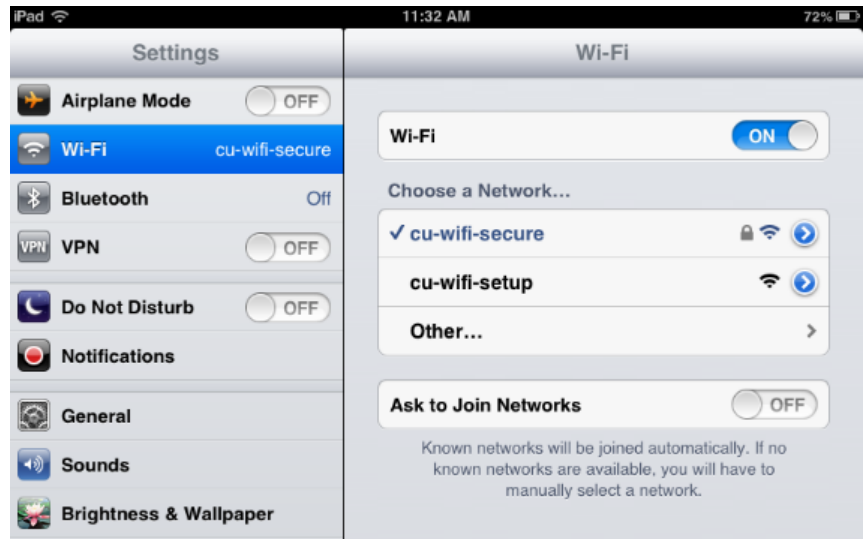 iPad 11:32 AM 72%
Settings
Airplane Mode OFF
Wi-Fi cu-wifi-secure
Bluetooth Off
VPN VPN OFF
Do Not Disturb OFF
Notifications
General
Sounds
Brightness & Wallpaper
Wi-Fi
Wi-Fi ON
Choose a Network...
✓ cu-wifi-secure
cu-wifi-setup
Other...
Ask to Join Networks OFF
Known networks will be joined automatically. If no
known networks are available, you will have to
manually select a network.